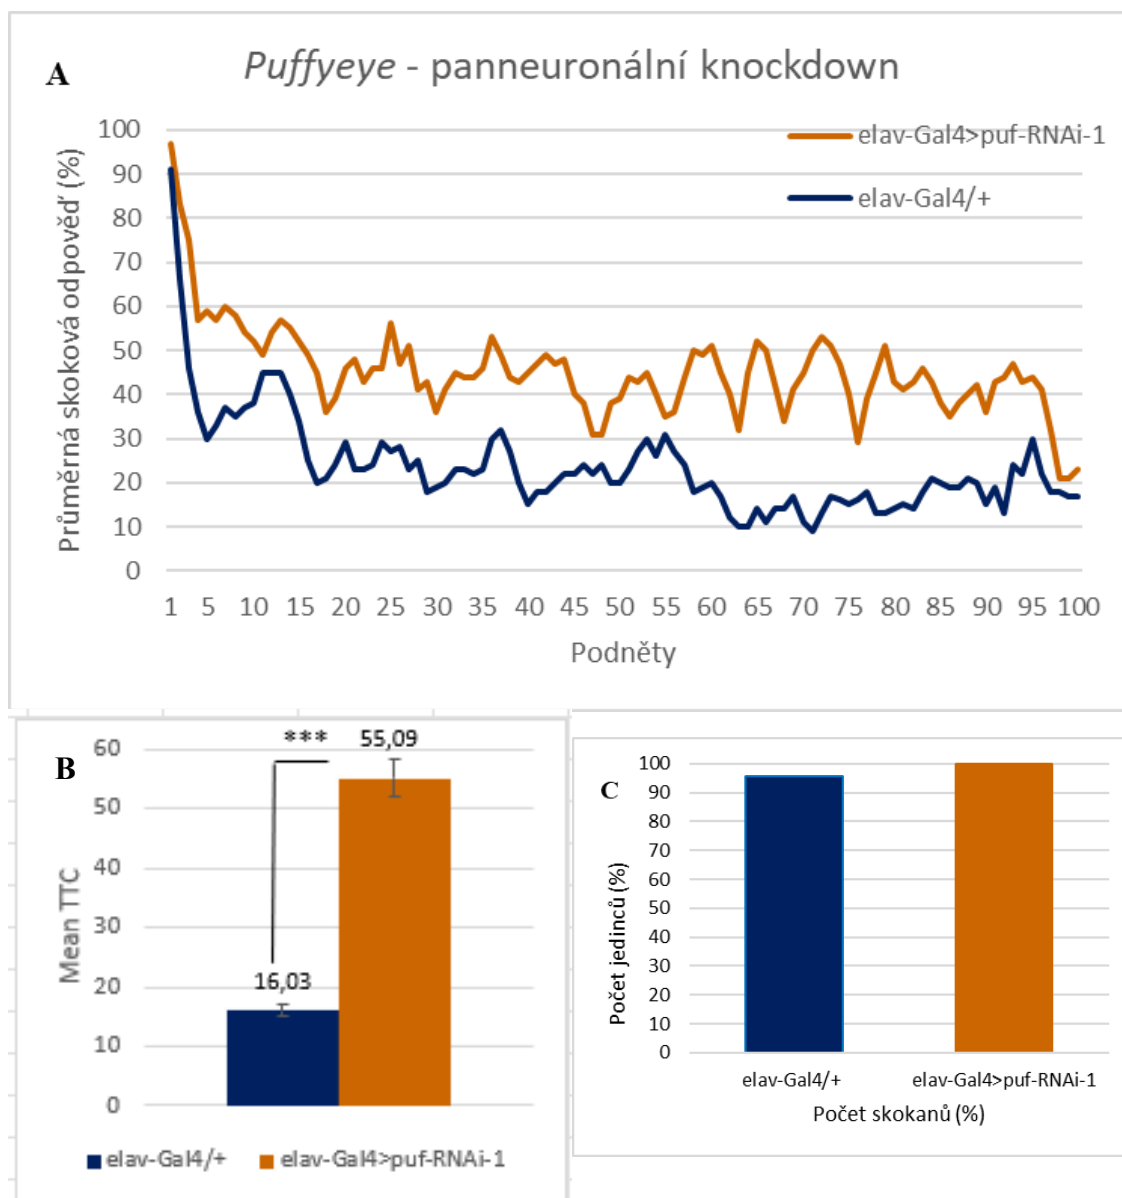 A
Puffyeye - panneuronální knockdown
elav-Gal4>puf-RNAi-1
elav-Gal4/+
Průměrná skoková odpověď (%)
100
90
80
70
60
50
40
30
20
10
0
1 5 10 15 20 25 30 35 40 45 50 55 60 65 70 75 80 85 90 95 100
Podněty
B
*** 55,09
16,03
Mean TTC
60
50
40
30
20
10
0
elav-Gal4/+ elav-Gal4>puf-RNAi-1
C
Počet jedinců (%)
100
90
80
70
60
50
40
30
20
10
0
elav-Gal4/+ elav-Gal4>puf-RNAi-1
Počet skokanů (%)